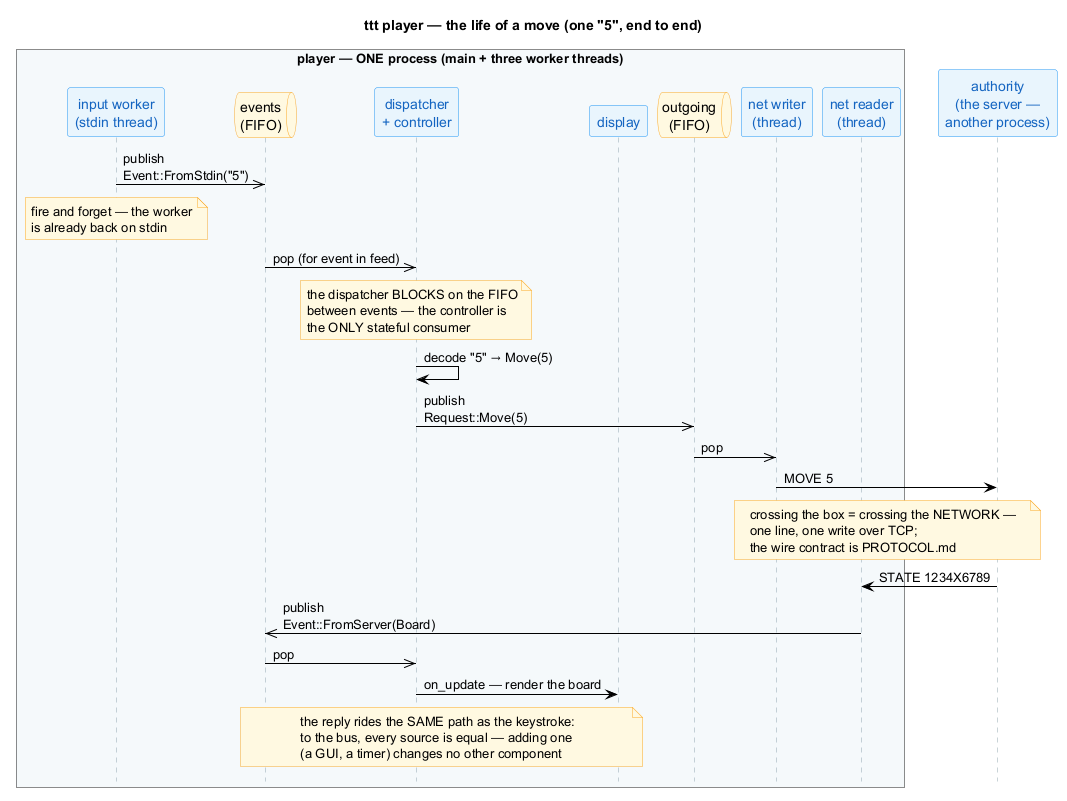 ttt player — the life of a move (one "5", end to end)
player — ONE process (main + three worker threads)
input worker
(stdin thread)
events
(FIFO)
dispatcher
+ controller
display
outgoing
(FIFO)
net writer
(thread)
net reader
(thread)
authority
(the server —
another process)
publish
Event::FromStdin("5")
fire and forget — the worker
is already back on stdin
pop (for event in feed)
the dispatcher BLOCKS on the FIFO
between events — the controller is
the ONLY stateful consumer
decode "5" → Move(5)
publish
Request::Move(5)
pop
MOVE 5
crossing the box = crossing the NETWORK —
one line, one write over TCP;
the wire contract is PROTOCOL.md
STATE 1234X6789
publish
Event::FromServer(Board)
pop
on_update — render the board
the reply rides the SAME path as the keystroke:
to the bus, every source is equal — adding one
(a GUI, a timer) changes no other component